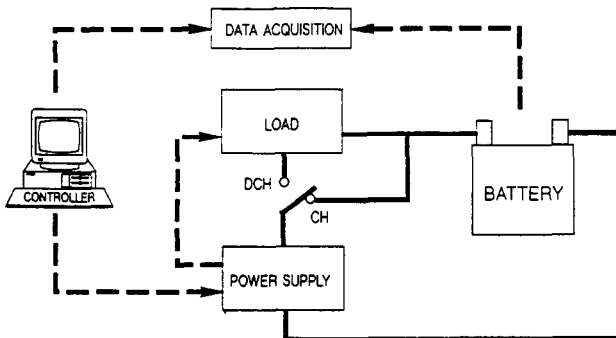 DATA ACQUISITION
LOAD
DCH
CH
CONTROLLER
BATTERY
POWER SUPPLY